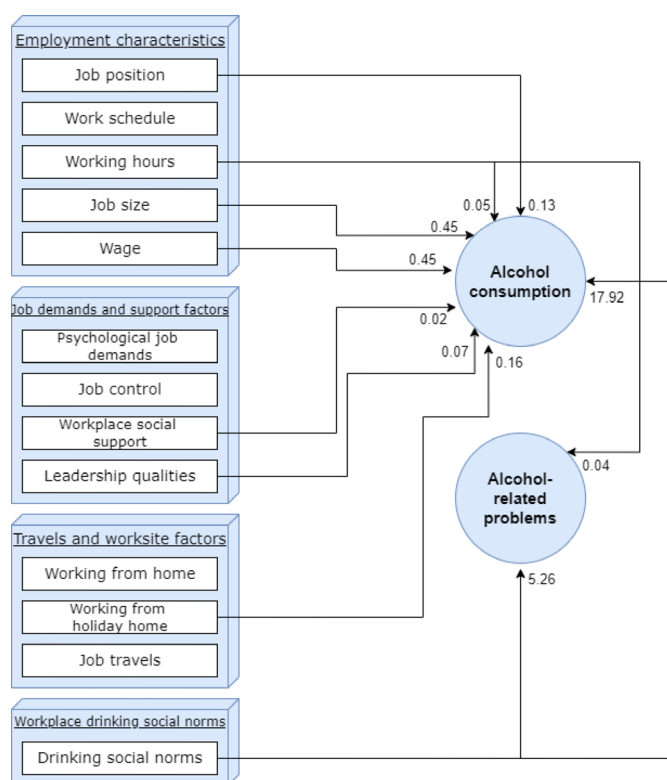 Employment characteristics
Job position
Work schedule
Working hours
Job size
Wage
0.05
0.13
0.45
0.45
Alcohol
consumption
17.92
Job demands and support factors
0.02
Psychological job
demands
0.07
0.16
Job control
Workplace social
support
Leadership qualities
0.04
Alcohol-
related
problems
Travels and worksite factors
Working from home
5.26
Working from
holiday home
Job travels
Workplace drinking social norms
Drinking social norms